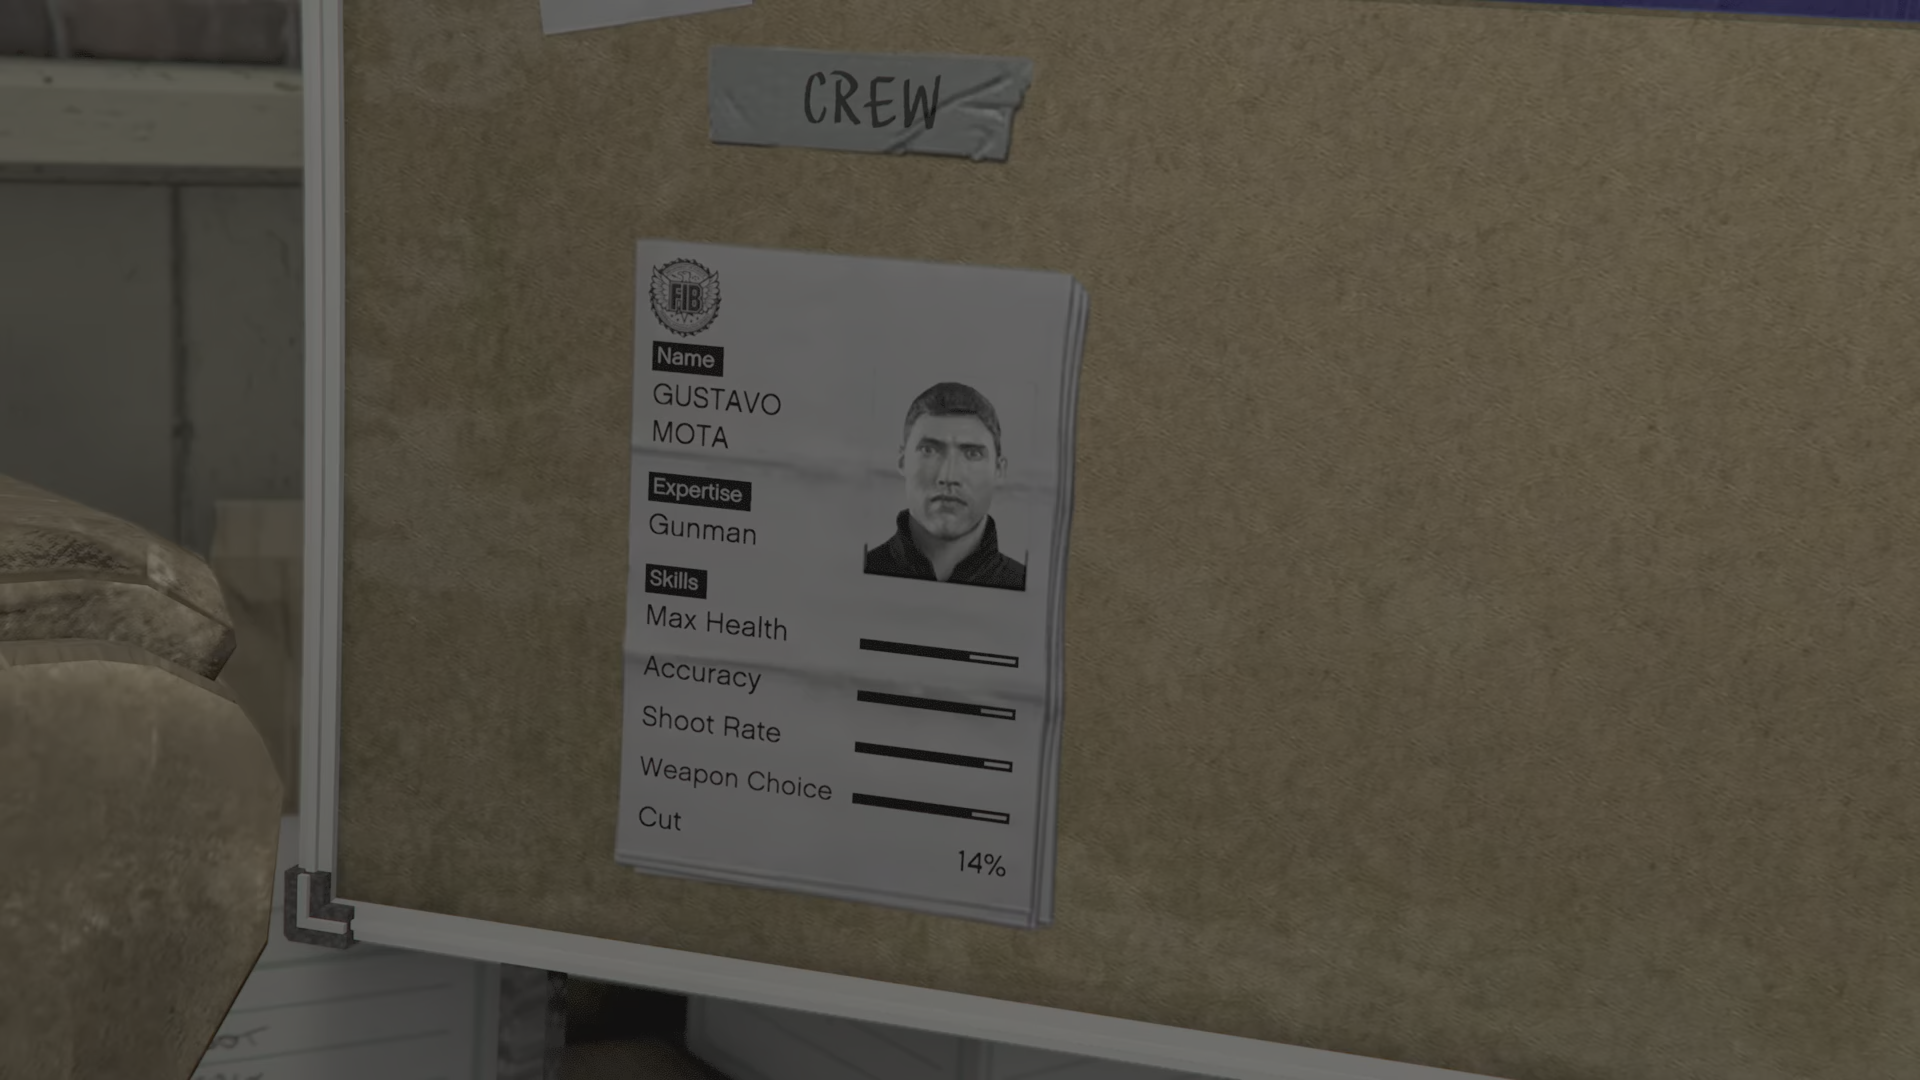 CREW
FIB
Name
GUSTAVO
MOTA
Expertise
Gunman
Skills
Max Health
Accuracy
Shoot Rate
Weapon Choice
Cut
14%